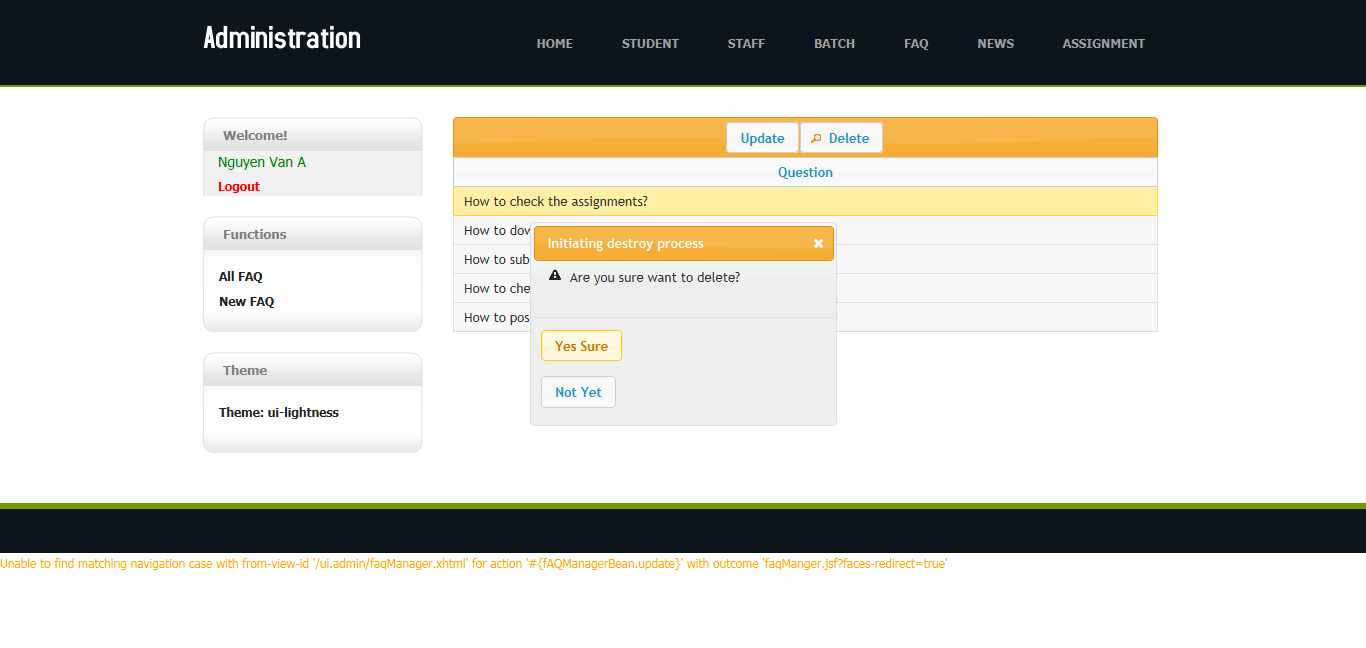 Administration
HOME STUDENT STAFF BATCH FAQ NEWS ASSIGNMENT
Welcome!
Nguyen Van A
Logout
Functions
All FAQ
New FAQ
Theme
Theme: ui-lightness
Update Delete
Question
How to check the assignments?
How to dow
How to sub
How to che
How to pos
Initiating destroy process
Are you sure want to delete?
Yes Sure
Not Yet
Unable to find matching navigation case with from-view-id '/ui.admin/faqManager.xhtml' for action '#{fAQManagerBean.update}' with outcome 'faqManger.jsf?faces-redirect=true'